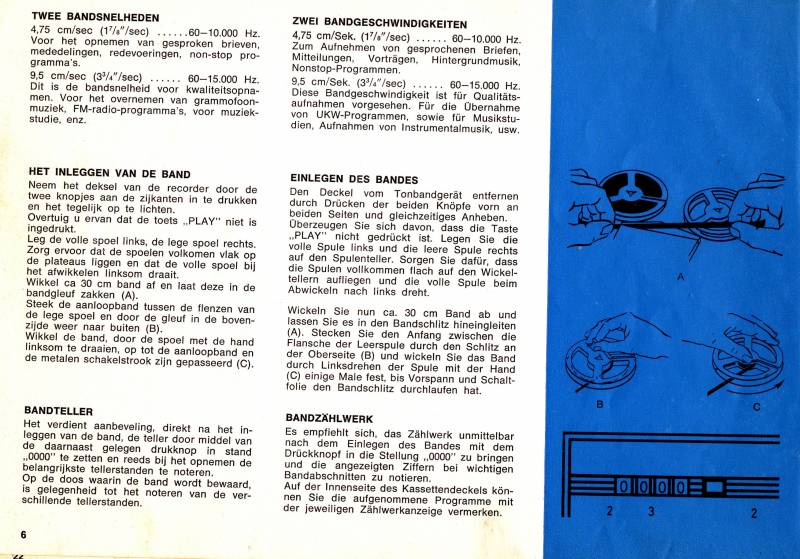 TWEE BANDSNELHEDEN
4,75 cm/sec (1⁷/₈"/sec) ...... 60—10.000 Hz.
Voor het opnemen van gesproken brieven,
mededelingen, redevoeringen, non-stop pro-
gramma's.
9,5 cm/sec (3³/₄"/sec) ...... 60—15.000 Hz.
Dit is de bandsnelheid voor kwaliteitsopna-
men. Voor het overnemen van grammofoon-
muziek, FM-radio-programma's, voor muziek-
studie, enz.
HET INLEGGEN VAN DE BAND
Neem het deksel van de recorder door de
twee knopjes aan de zijkanten in te drukken
en het tegelijk op te lichten.
Overtuig u ervan dat de toets „PLAY" niet is
ingedrukt.
Leg de volle spoel links, de lege spoel rechts.
Zorg ervoor dat de spoelen volkomen vlak op
de plateaus liggen en dat de volle spoel bij
het afwikkelen linksom draait.
Wikkel ca 30 cm band af en laat deze in de
bandgleuf zakken (A).
Steek de aanloopband tussen de flenzen van
de lege spoel en door de gleuf in de boven-
zijde weer naar buiten (B).
Wikkel de band, door de spoel met de hand
linksom te draaien, op tot de aanloopband en
de metalen schakelstrook zijn gepasseerd (C).
BANDTELLER
Het verdient aanbeveling, direkt na het in-
leggen van de band, de teller door middel van
de daarnaast gelegen drukknop in stand
„0000" te zetten en reeds bij het opnemen de
belangrijkste tellerstanden te noteren.
Op de doos waarin de band wordt bewaard,
is gelegenheid tot het noteren van de ver-
schillende tellerstanden.
6
ZWEI BANDGESCHWINDIGKEITEN
4,75 cm/Sek. (1⁷/₈"/sec) ...... 60—10.000 Hz.
Zum Aufnehmen von gesprochenen Briefen,
Mitteilungen, Vorträgen, Hintergrundmusik,
Nonstop-Programmen.
9,5 cm/Sek. (3³/₄"/sec) ...... 60—15.000 Hz.
Diese Bandgeschwindigkeit ist für Qualitäts-
aufnahmen vorgesehen. Für die Übernahme
von UKW-Programmen, sowie für Musikstu-
dien, Aufnahmen von Instrumentalmusik, usw.
EINLEGEN DES BANDES
Den Deckel vom Tonbandgerät entfernen
durch Drücken der beiden Knöpfe vorn an
beiden Seiten und gleichzeitiges Anheben.
Überzeugen Sie sich davon, dass die Taste
„PLAY" nicht gedrückt ist. Legen Sie die
volle Spule links und die leere Spule rechts
auf den Spulenteller. Sorgen Sie dafür, dass
die Spulen vollkommen flach auf den Wickel-
tellern aufliegen und die volle Spule beim
Abwickeln nach links dreht.
Wickeln Sie nun ca. 30 cm Band ab und
lassen Sie es in den Bandschlitz hineingleiten
(A). Stecken Sie den Anfang zwischen die
Flansche der Leerspule durch den Schlitz an
der Oberseite (B) und wickeln Sie das Band
durch Linksdrehen der Spule mit der Hand
(C) einige Male fest, bis Vorspann und Schalt-
folie den Bandschlitz durchlaufen hat.
BANDZÄHLWERK
Es empfiehlt sich, das Zählwerk unmittelbar
nach dem Einlegen des Bandes mit dem
Drückknopf in die Stellung „0000" zu bringen
und die angezeigten Ziffern bei wichtigen
Bandabschnitten zu notieren.
Auf der Innenseite des Kassettendeckels kön-
nen Sie die aufgenommene Programme mit
der jeweiligen Zählwerkanzeige vermerken.
A
B C
0 0 0 0
2 3 2